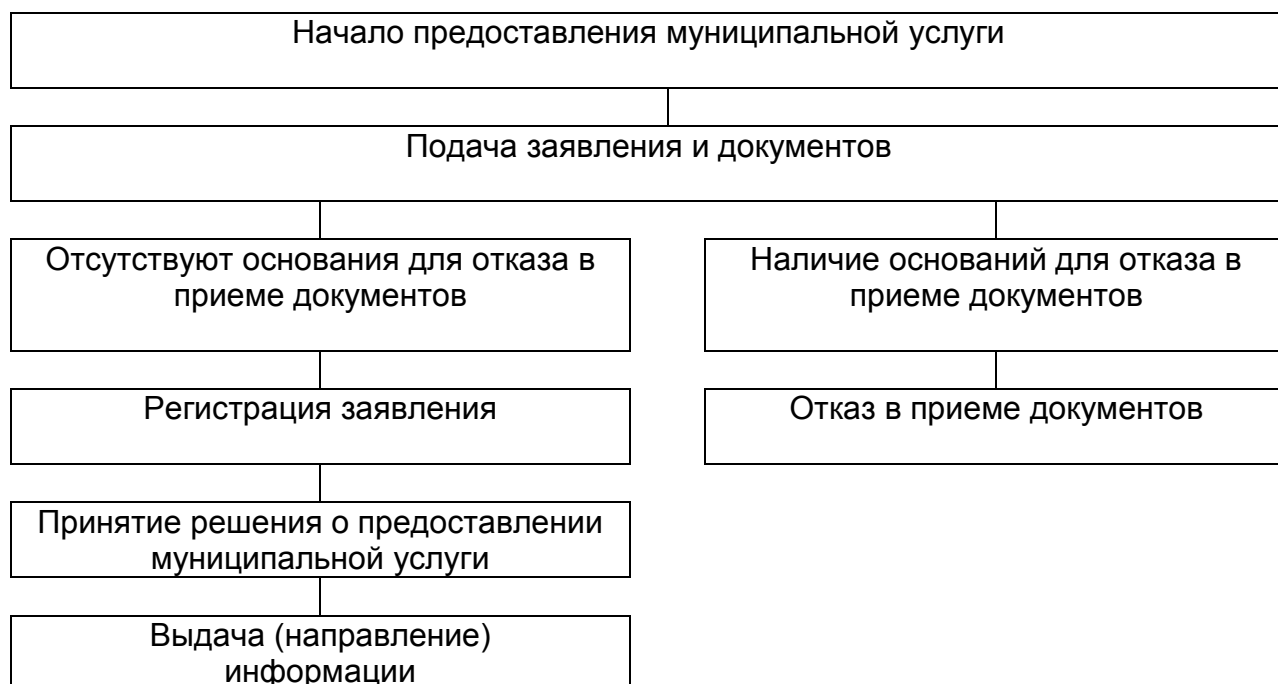 Начало предоставления муниципальной услуги
Подача заявления и документов
Отсутствуют основания для отказа в
приеме документов
Наличие оснований для отказа в
приеме документов
Регистрация заявления
Отказ в приеме документов
Принятие решения о предоставлении
муниципальной услуги
Выдача (направление)
информации